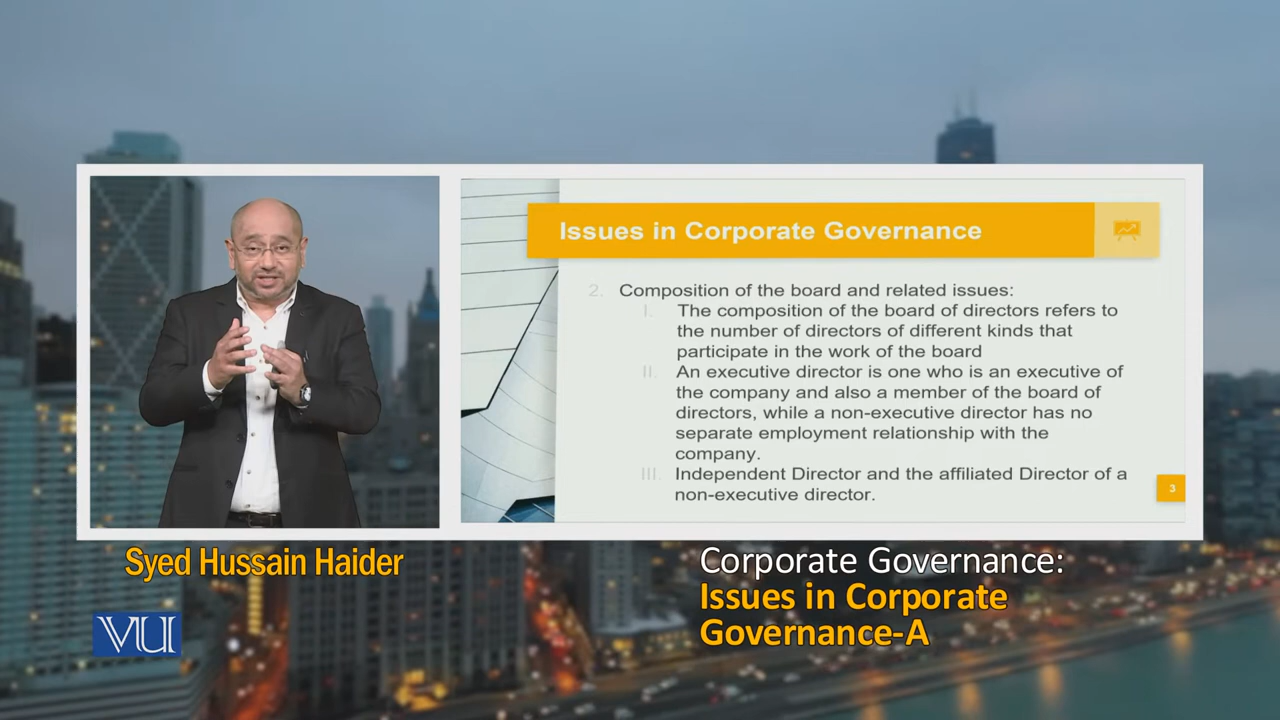 Issues in Corporate Governance
2. Composition of the board and related issues:
I. The composition of the board of directors refers to
the number of directors of different kinds that
participate in the work of the board
II. An executive director is one who is an executive of
the company and also a member of the board of
directors, while a non-executive director has no
separate employment relationship with the
company.
III. Independent Director and the affiliated Director of a
non-executive director.
3
Syed Hussain Haider
VU
Corporate Governance:
Issues in Corporate
Governance-A